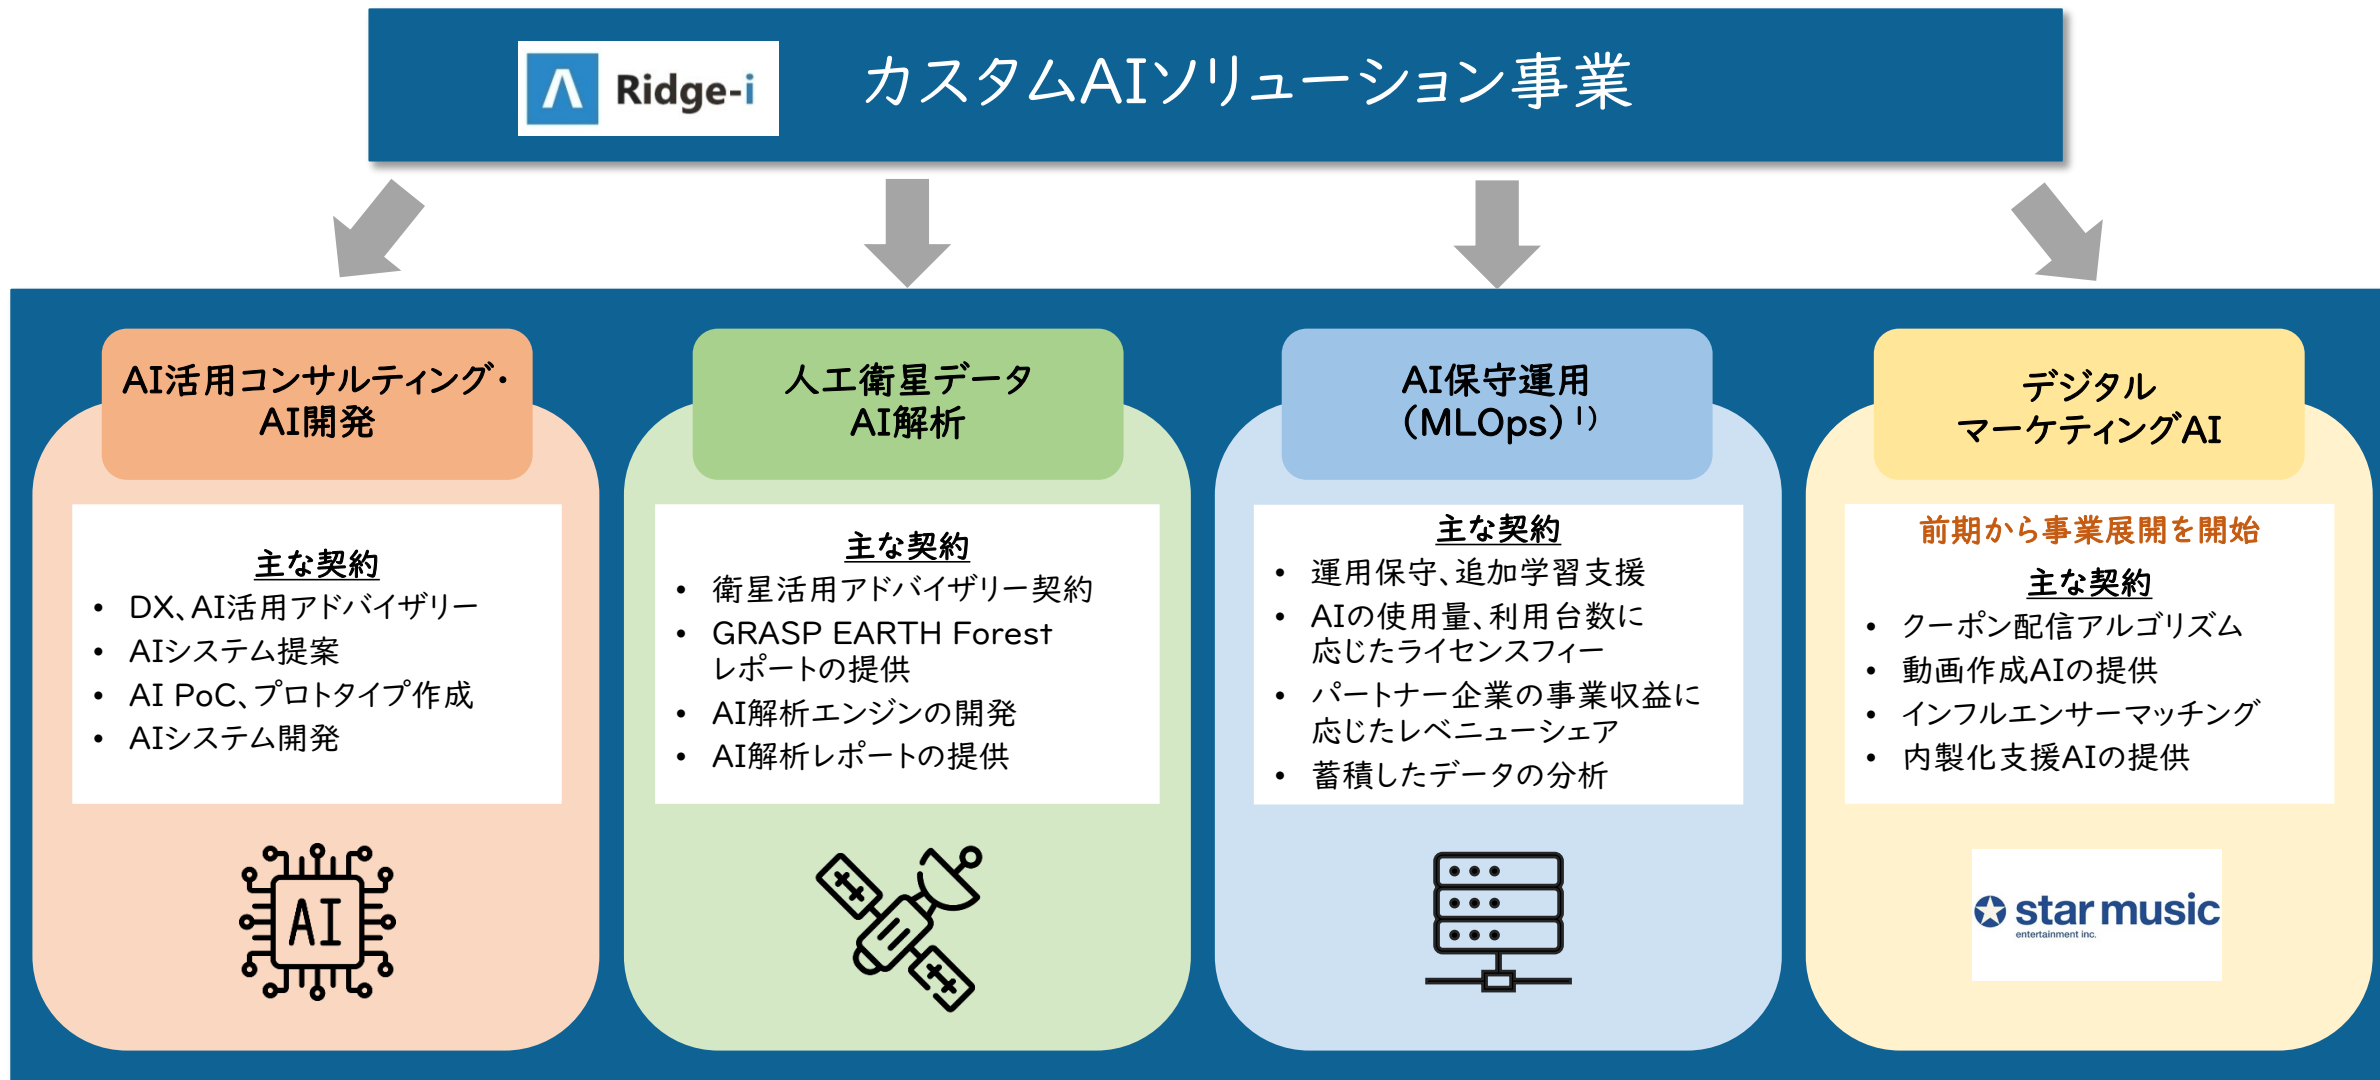 Ridge-i
カスタムAIソリューション事業
AI活用コンサルティング・
AI開発
主な契約
• DX、AI活用アドバイザリー
• AIシステム提案
• AI PoC、プロトタイプ作成
• AIシステム開発
AI
人工衛星データ
AI解析
主な契約
• 衛星活用アドバイザリー契約
• GRASP EARTH Forest
レポートの提供
• AI解析エンジンの開発
• AI解析レポートの提供
AI保守運用
（MLOps）1)
主な契約
• 運用保守、追加学習支援
• AIの使用量、利用台数に
応じたライセンスフィー
• パートナー企業の事業収益に
応じたレベニューシェア
• 蓄積したデータの分析
デジタル
マーケティングAI
前期から事業展開を開始
主な契約
• クーポン配信アルゴリズム
• 動画作成AIの提供
• インフルエンサーマッチング
• 内製化支援AIの提供
star music
entertainment inc.